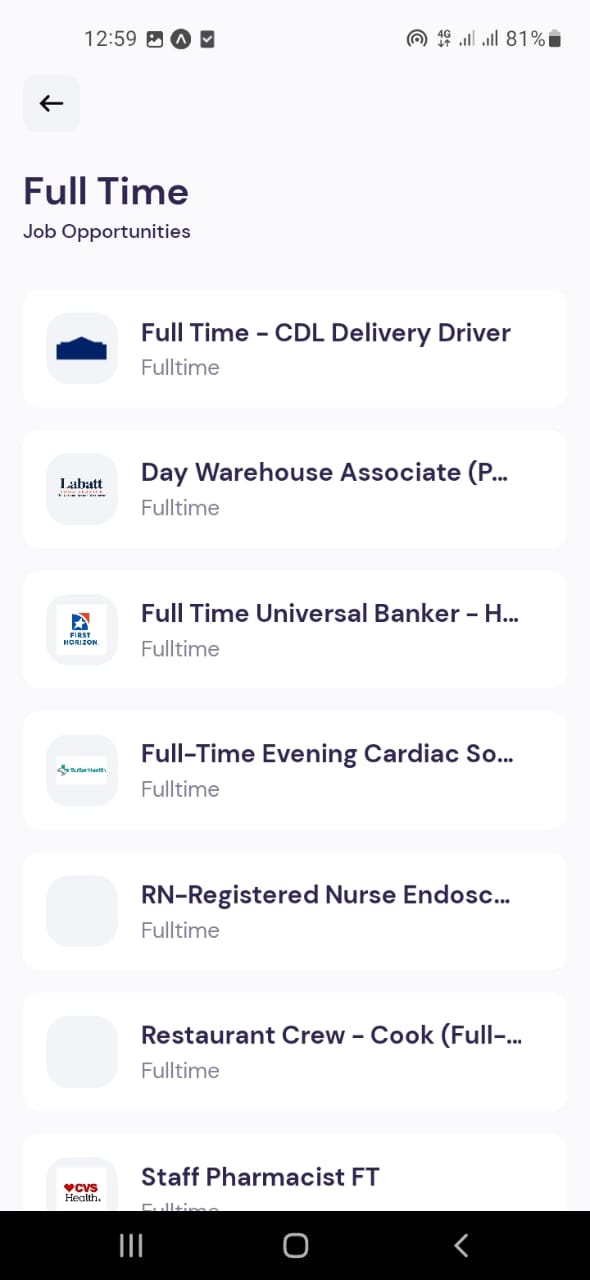 12:59
4G
81%
Full Time
Job Opportunities
Full Time - CDL Delivery Driver
Fulltime
Labatt
Day Warehouse Associate (P...
Fulltime
FIRST
HORIZON
Full Time Universal Banker - H...
Fulltime
Sutter Health
Full-Time Evening Cardiac So...
Fulltime
RN-Registered Nurse Endosc...
Fulltime
Restaurant Crew - Cook (Full-...
Fulltime
CVS
Health.
Staff Pharmacist FT
Fulltime